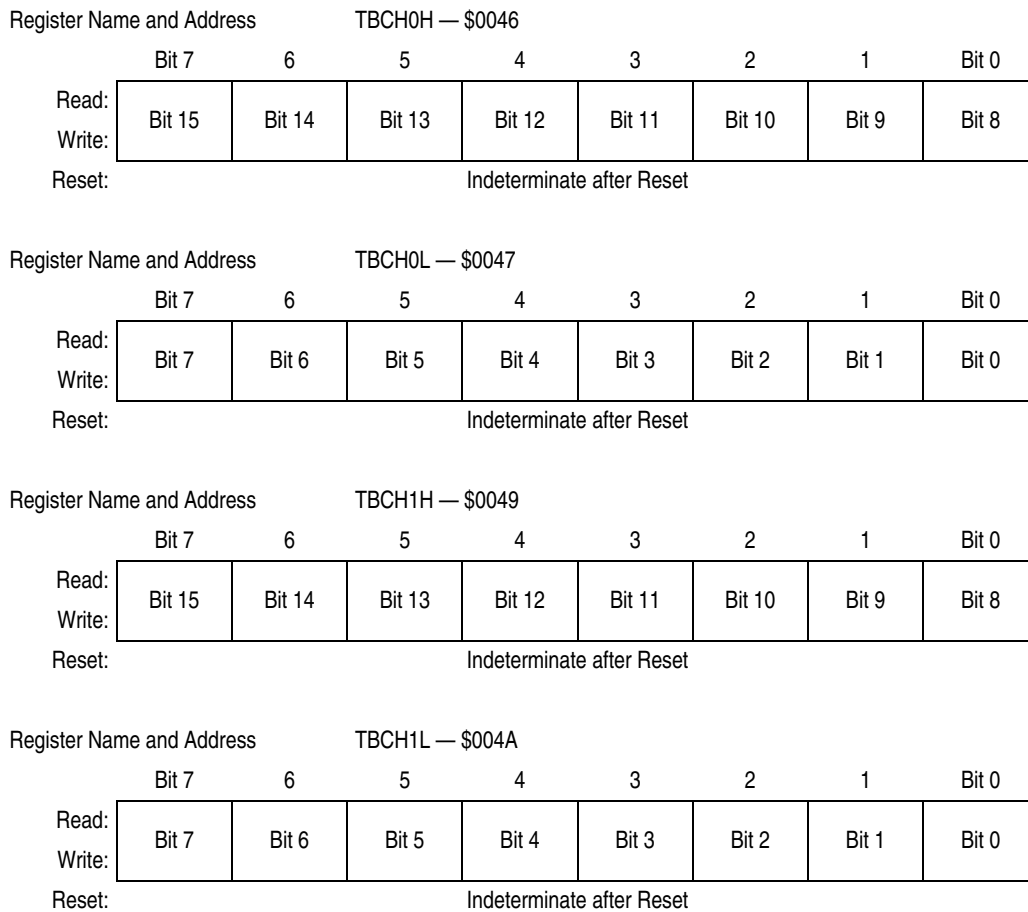 Register Name and Address TBCH0H — $0046
Bit 7 6 5 4 3 2 1 Bit 0
Read:
Bit 15 Bit 14 Bit 13 Bit 12 Bit 11 Bit 10 Bit 9 Bit 8
Write:
Reset: Indeterminate after Reset
Register Name and Address TBCH0L — $0047
Bit 7 6 5 4 3 2 1 Bit 0
Read:
Bit 7 Bit 6 Bit 5 Bit 4 Bit 3 Bit 2 Bit 1 Bit 0
Write:
Reset: Indeterminate after Reset
Register Name and Address TBCH1H — $0049
Bit 7 6 5 4 3 2 1 Bit 0
Read:
Bit 15 Bit 14 Bit 13 Bit 12 Bit 11 Bit 10 Bit 9 Bit 8
Write:
Reset: Indeterminate after Reset
Register Name and Address TBCH1L — $004A
Bit 7 6 5 4 3 2 1 Bit 0
Read:
Bit 7 Bit 6 Bit 5 Bit 4 Bit 3 Bit 2 Bit 1 Bit 0
Write:
Reset: Indeterminate after Reset